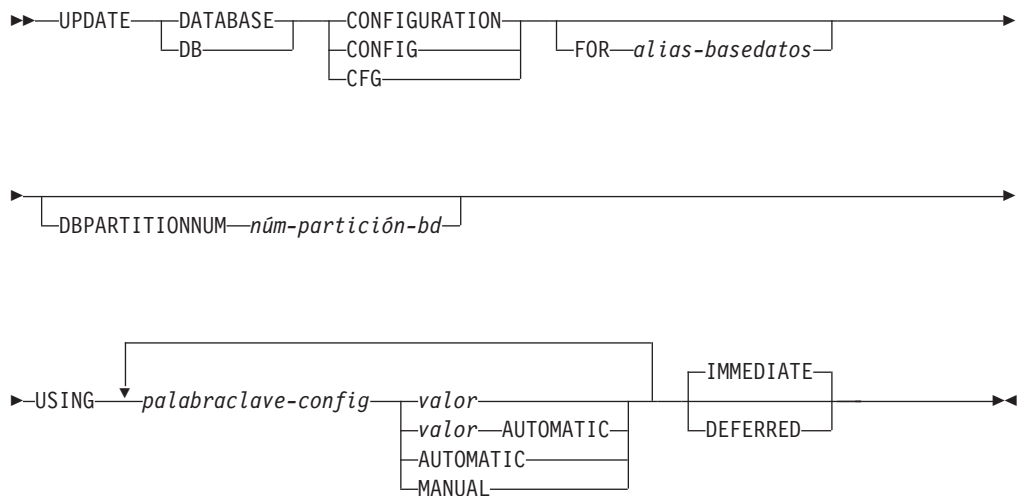 UPDATE DATABASE CONFIGURATION
DB CONFIG FOR alias-basedatos
CFG
DBPARTITIONNUM núm-partición-bd
IMMEDIATE
USING palabraclave-config valor
valor AUTOMATIC DEFERRED
AUTOMATIC
MANUAL